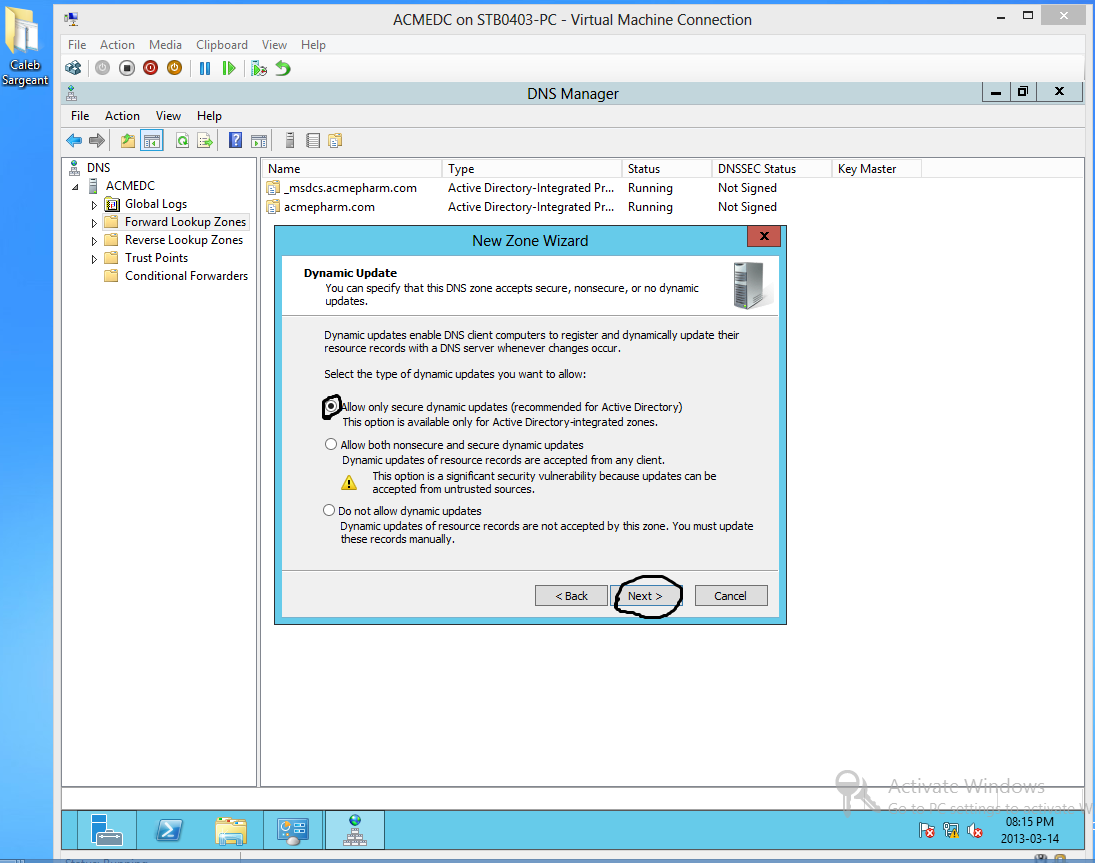 ACMEDC on STB0403-PC - Virtual Machine Connection
Caleb
Sargeant
File Action Media Clipboard View Help
DNS Manager
File Action View Help
DNS
ACMEDC
Global Logs
Forward Lookup Zones
Reverse Lookup Zones
Trust Points
Conditional Forwarders
Name Type Status DNSSEC Status Key Master
_msdcs.acmepharm.com Active Directory-Integrated Pr... Running Not Signed
acmepharm.com Active Directory-Integrated Pr... Running Not Signed
New Zone Wizard
Dynamic Update
You can specify that this DNS zone accepts secure, nonsecure, or no dynamic
updates.
Dynamic updates enable DNS client computers to register and dynamically update their
resource records with a DNS server whenever changes occur.
Select the type of dynamic updates you want to allow:
Allow only secure dynamic updates (recommended for Active Directory)
This option is available only for Active Directory-integrated zones.
Allow both nonsecure and secure dynamic updates
Dynamic updates of resource records are accepted from any client.
This option is a significant security vulnerability because updates can be
accepted from untrusted sources.
Do not allow dynamic updates
Dynamic updates of resource records are not accepted by this zone. You must update
these records manually.
< Back Next > Cancel
Activate Windows
Go to PC settings to activate W
08:15 PM
2013-03-14